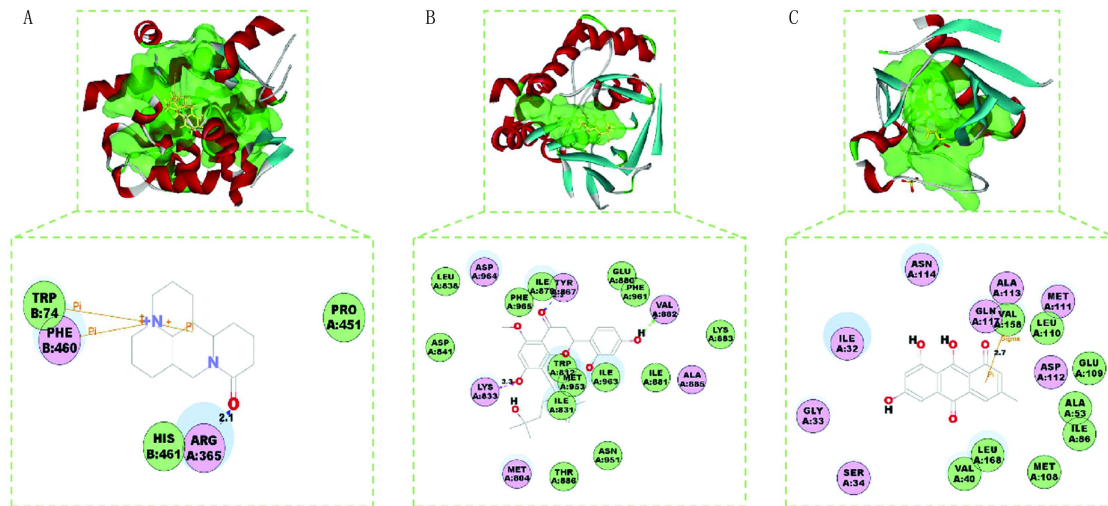 A
B
C
TRP
B:74
PHE
B:460
Pi
Pi
Pi
+N
+
N
O
2.1
HIS
B:461
ARG
A:365
PRO
A:451
LEU
A:838
ASP
A:964
ILE
A:879
TYR
A:867
PHE
A:965
GLU
A:880
PHE
A:961
VAL
A:882
LYS
A:883
ASP
A:841
O
O
O
O
H
O
TRP
A:812
MET
A:953
ILE
A:963
ILE
A:881
ALA
A:885
LYS
A:833
2.3
O
H
O
ILE
A:831
ASN
A:951
MET
A:804
THR
A:886
ASN
A:114
ALA
A:113
MET
A:111
GLN
A:117
VAL
A:158
LEU
A:110
ILE
A:32
H
O
H
O
O
Sigma
2.7
Pi
ASP
A:112
GLU
A:109
H
O
O
ALA
A:53
ILE
A:86
GLY
A:33
LEU
A:168
VAL
A:40
MET
A:108
SER
A:34